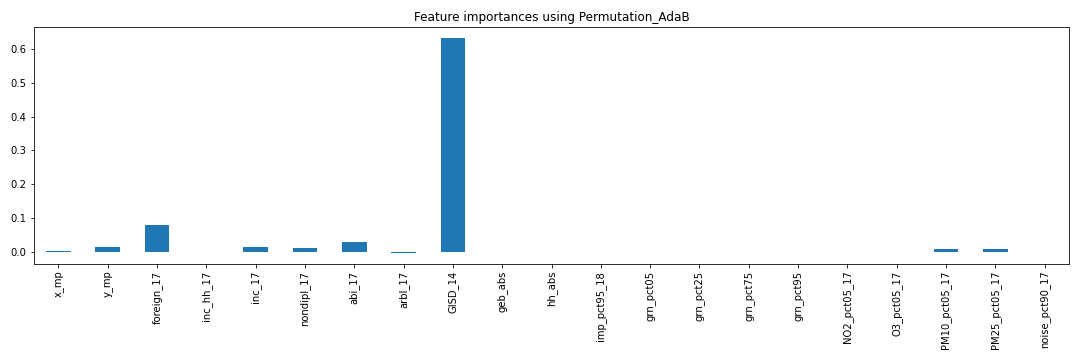 Feature importances using Permutation_AdaB
0.6
0.5
0.4
0.3
0.2
0.1
0.0
x_mp
y_mp
foreign_17
inc_hh_17
inc_17
nondipl_17
abi_17
arbl_17
GISD_14
geb_abs
hh_abs
imp_pct95_18
grn_pct05
grn_pct25
grn_pct75
grn_pct95
NO2_pct05_17
O3_pct05_17
PM10_pct05_17
PM25_pct05_17
noise_pct90_17